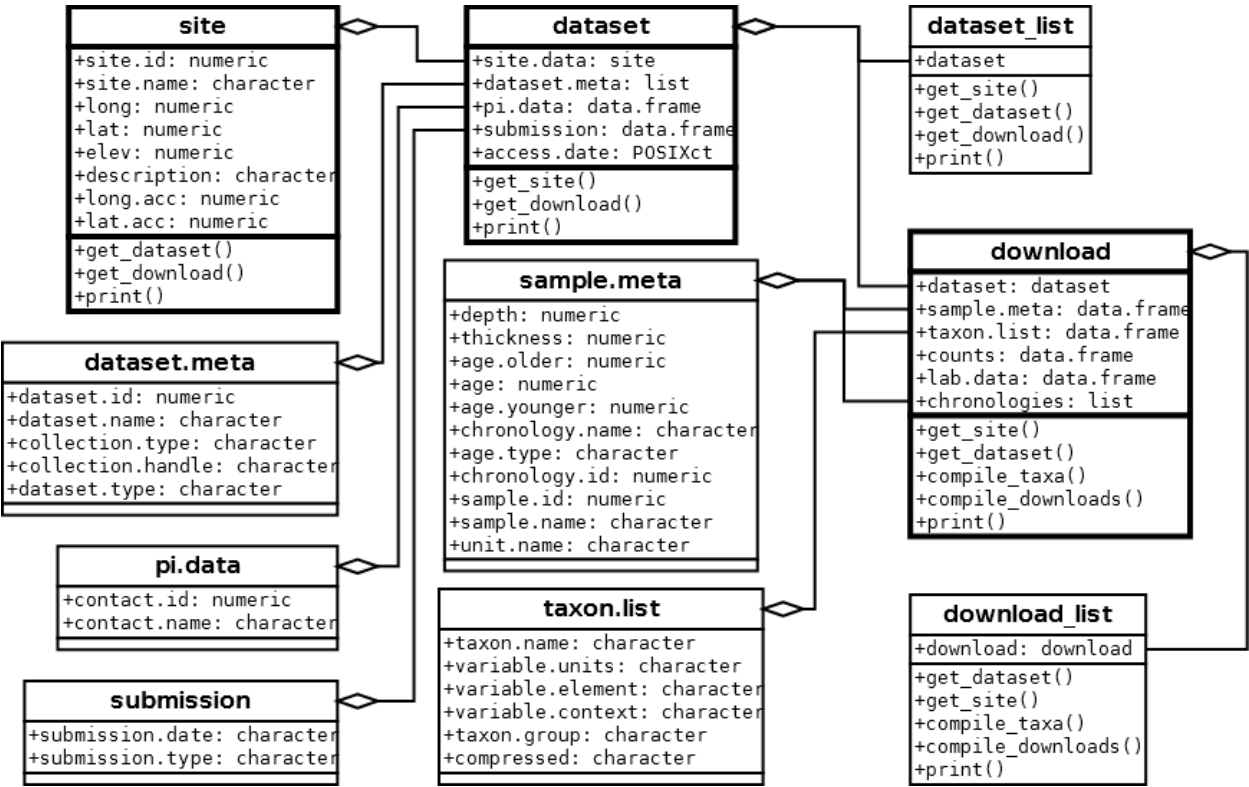 site
+site.id: numeric
+site.name: character
+long: numeric
+lat: numeric
+elev: numeric
+description: character
+long.acc: numeric
+lat.acc: numeric
+get_dataset()
+get_download()
+print()
dataset
+site.data: site
+dataset.meta: list
+pi.data: data.frame
+submission: data.frame
+access.date: POSIXct
+get_site()
+get_download()
+print()
dataset_list
+dataset
+get_site()
+get_dataset()
+get_download()
+print()
dataset.meta
+dataset.id: numeric
+dataset.name: character
+collection.type: character
+collection.handle: character
+dataset.type: character
sample.meta
+depth: numeric
+thickness: numeric
+age.older: numeric
+age: numeric
+age.younger: numeric
+chronology.name: character
+age.type: character
+chronology.id: numeric
+sample.id: numeric
+sample.name: character
+unit.name: character
download
+dataset: dataset
+sample.meta: data.frame
+taxon.list: data.frame
+counts: data.frame
+lab.data: data.frame
+chronologies: list
+get_site()
+get_dataset()
+compile_taxa()
+compile_downloads()
+print()
pi.data
+contact.id: numeric
+contact.name: character
submission
+submission.date: character
+submission.type: character
taxon.list
+taxon.name: character
+variable.units: character
+variable.element: character
+variable.context: character
+taxon.group: character
+compressed: character
download_list
+download: download
+get_dataset()
+get_site()
+compile_taxa()
+compile_downloads()
+print()